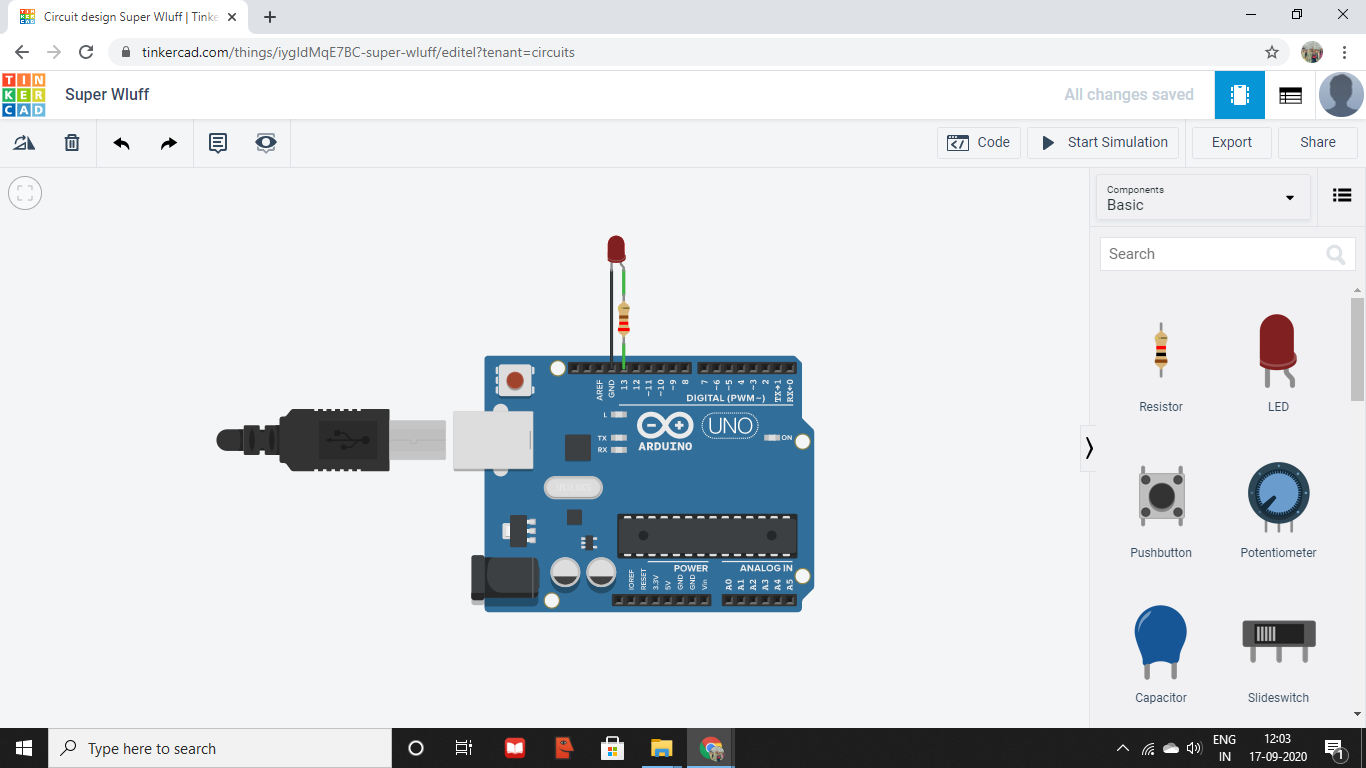 Circuit design Super Wluff | Tinke
tinkercad.com/things/iygIdMqE7BC-super-wluff/editel?tenant=circuits
TIN
KER
CAD
Super Wluff
All changes saved
Code
Start Simulation
Export
Share
Components
Basic
Search
Resistor
LED
Pushbutton
Potentiometer
Capacitor
Slideswitch
AREF
GND
13
12
~11
~10
~9
8
7
~6
~5
4
~3
2
TX→1
RX←0
DIGITAL (PWM~)
L
TX
RX
ARDUINO
UNO
ON
POWER
ANALOG IN
IOREF
RESET
3.3V
5V
GND
GND
Vin
A0
A1
A2
A3
A4
A5
Type here to search
ENG
IN
12:03
17-09-2020
1